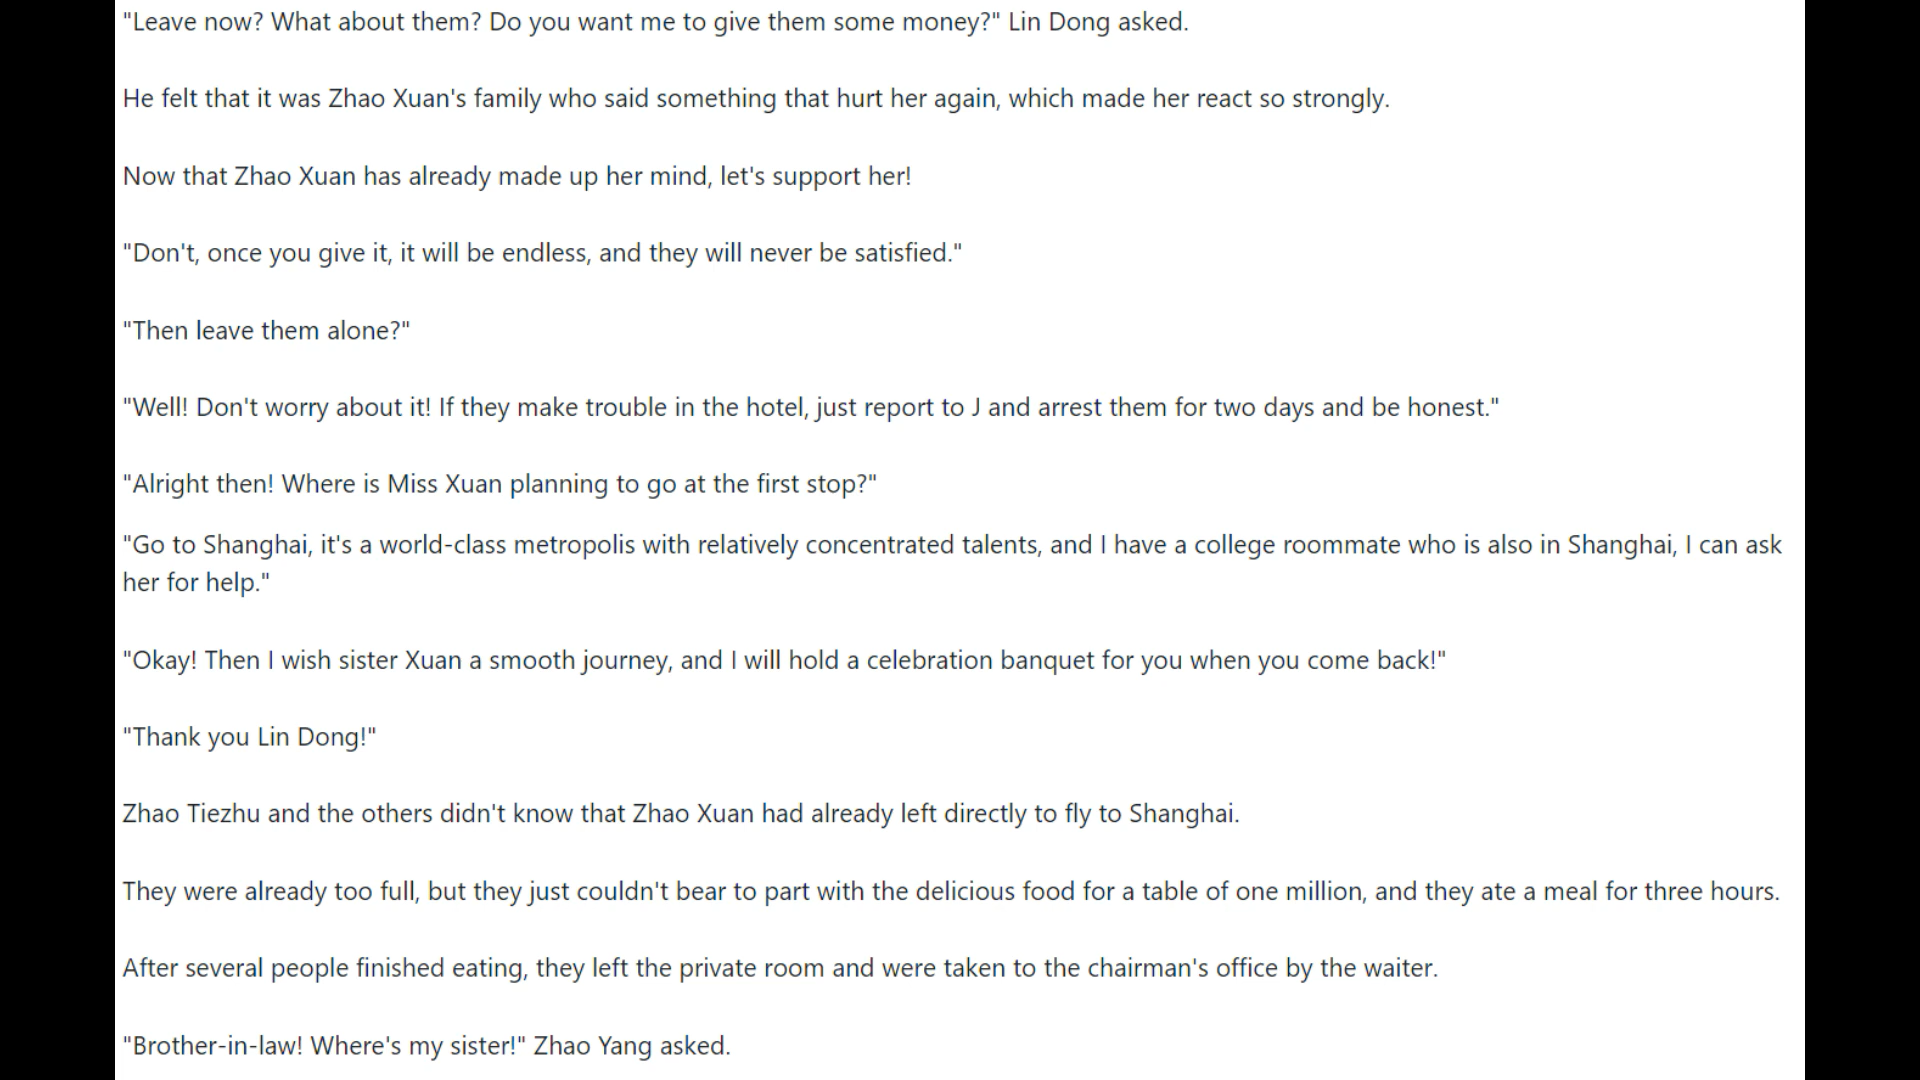 "Leave now? What about them? Do you want me to give them some money?" Lin Dong asked.
He felt that it was Zhao Xuan's family who said something that hurt her again, which made her react so strongly.
Now that Zhao Xuan has already made up her mind, let's support her!
"Don't, once you give it, it will be endless, and they will never be satisfied."
"Then leave them alone?"
"Well! Don't worry about it! If they make trouble in the hotel, just report to J and arrest them for two days and be honest."
"Alright then! Where is Miss Xuan planning to go at the first stop?"
"Go to Shanghai, it's a world-class metropolis with relatively concentrated talents, and I have a college roommate who is also in Shanghai, I can ask
her for help."
"Okay! Then I wish sister Xuan a smooth journey, and I will hold a celebration banquet for you when you come back!"
"Thank you Lin Dong!"
Zhao Tiezhu and the others didn't know that Zhao Xuan had already left directly to fly to Shanghai.
They were already too full, but they just couldn't bear to part with the delicious food for a table of one million, and they ate a meal for three hours.
After several people finished eating, they left the private room and were taken to the chairman's office by the waiter.
"Brother-in-law! Where's my sister!" Zhao Yang asked.